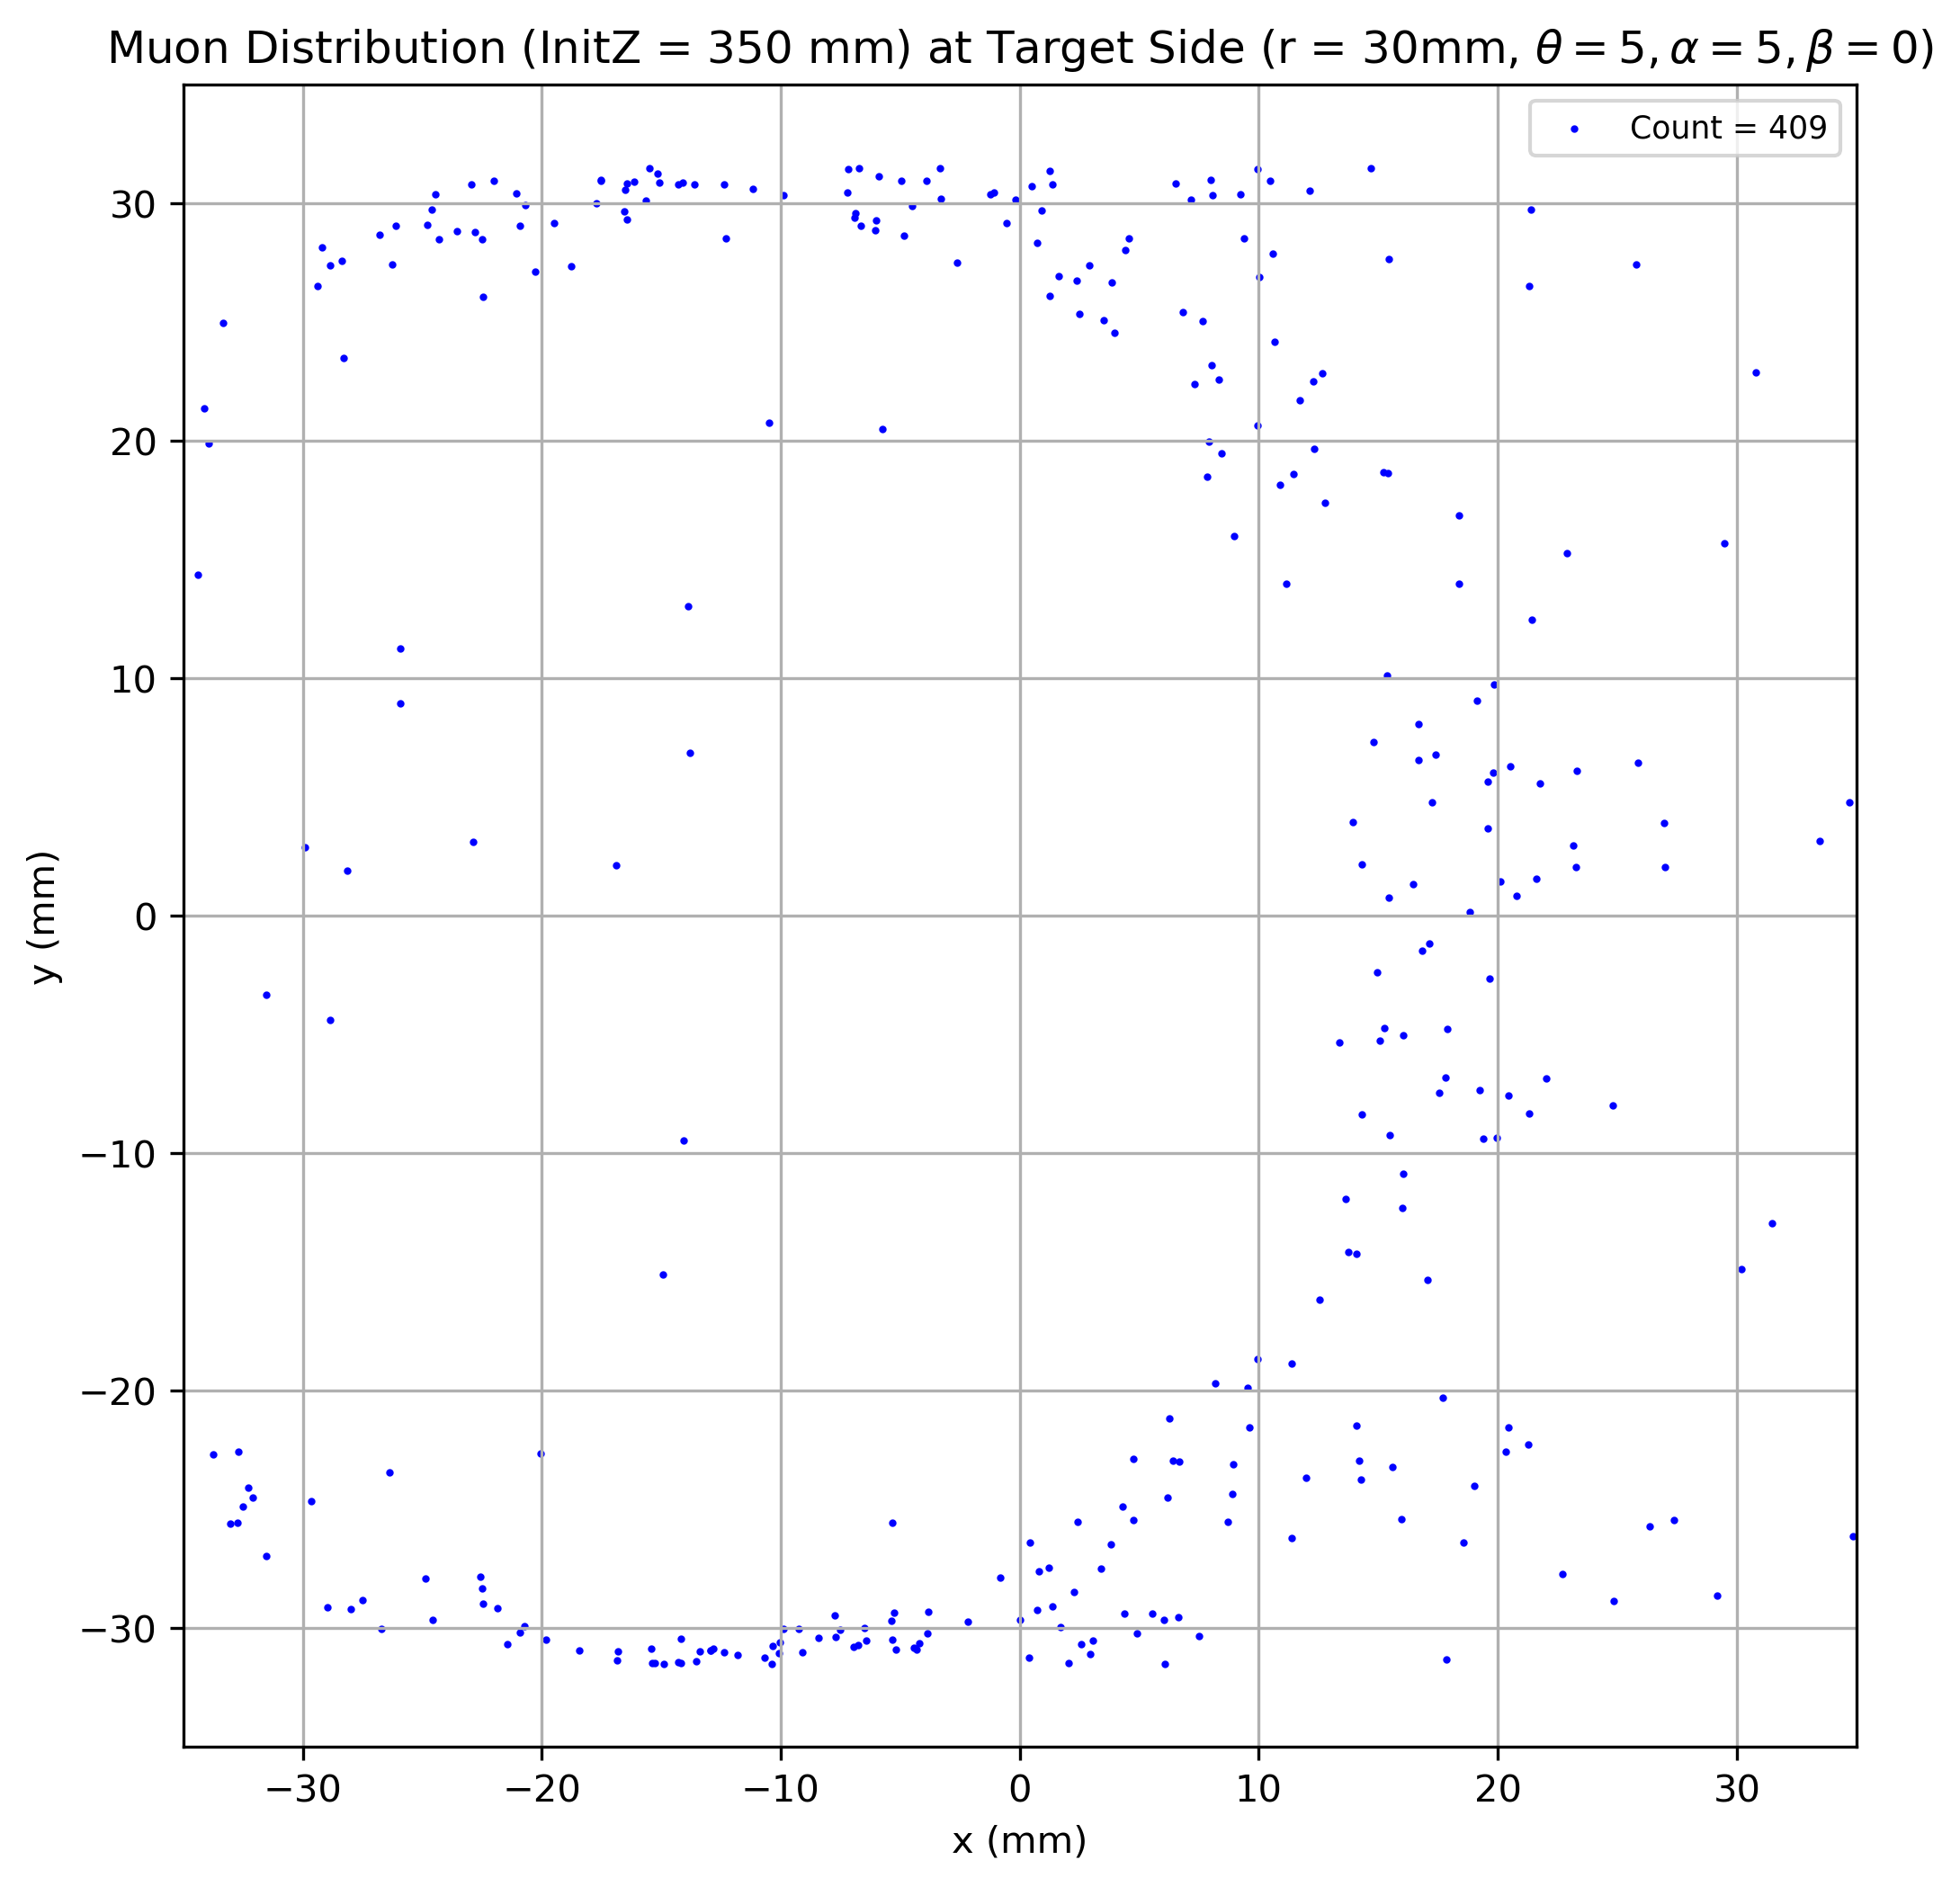 Muon Distribution (InitZ = 350 mm) at Target Side (r = 30mm, θ = 5, α = 5, β = 0)
Count = 409
30
20
10
0
−10
−20
−30
y (mm)
−30 −20 −10 0 10 20 30
x (mm)